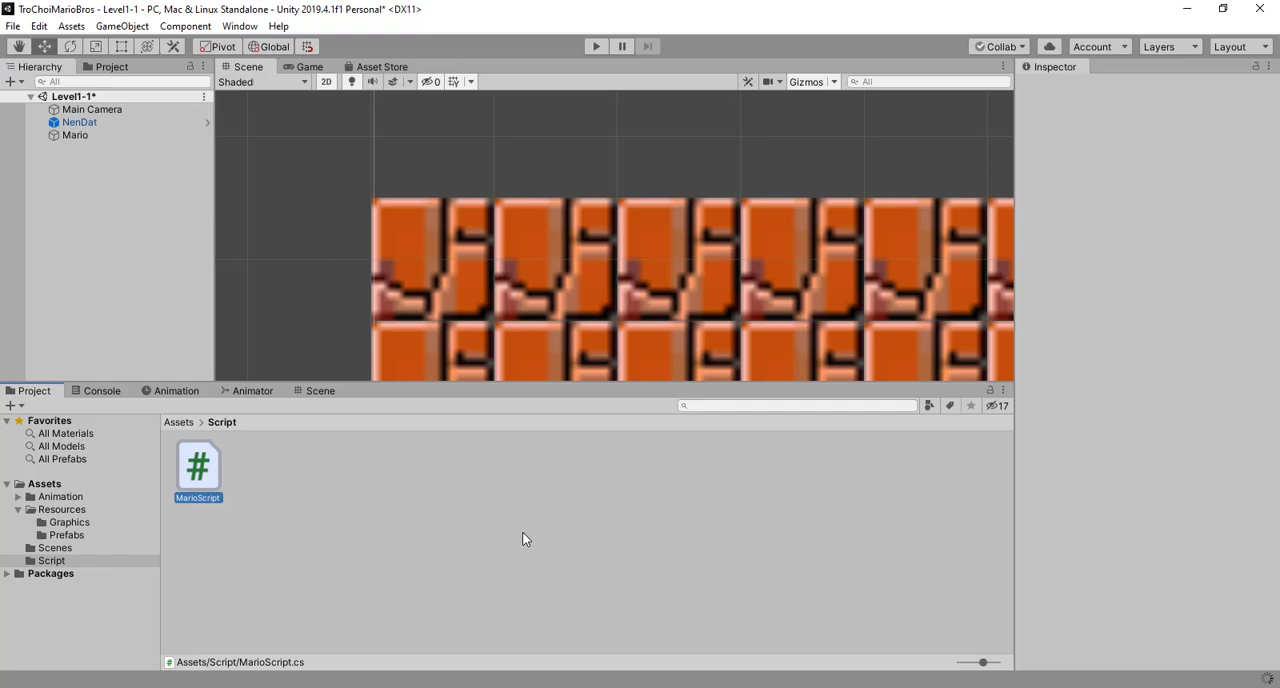 TroChoiMarioBros - Level1-1 - PC, Mac & Linux Standalone - Unity 2019.4.1f1 Personal* <DX11>
File Edit Assets GameObject Component Window Help
Pivot Global Collab Account Layers Layout
Hierarchy Project Scene Game Asset Store Inspector
All Shaded 2D 0 Gizmos All
Level1-1*
Main Camera
NenDat
Mario
Project Console Animation Animator Scene
17
Favorites
All Materials
All Models
All Prefabs
Assets > Script
Assets
Animation
Resources
Graphics
Prefabs
Scenes
Script
Packages
MarioScript
Assets/Script/MarioScript.cs